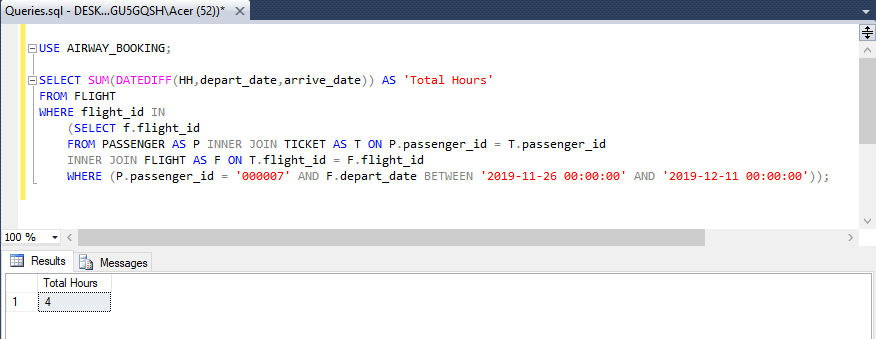 Queries.sql - DESK...GU5GQSH\Acer (52))*
USE AIRWAY_BOOKING;
SELECT SUM(DATEDIFF(HH,depart_date,arrive_date)) AS 'Total Hours'
FROM FLIGHT
WHERE flight_id IN
(SELECT f.flight_id
FROM PASSENGER AS P INNER JOIN TICKET AS T ON P.passenger_id = T.passenger_id
INNER JOIN FLIGHT AS F ON T.flight_id = F.flight_id
WHERE (P.passenger_id = '000007' AND F.depart_date BETWEEN '2019-11-26 00:00:00' AND '2019-12-11 00:00:00'));
100 %
Results Messages
Total Hours
1 4